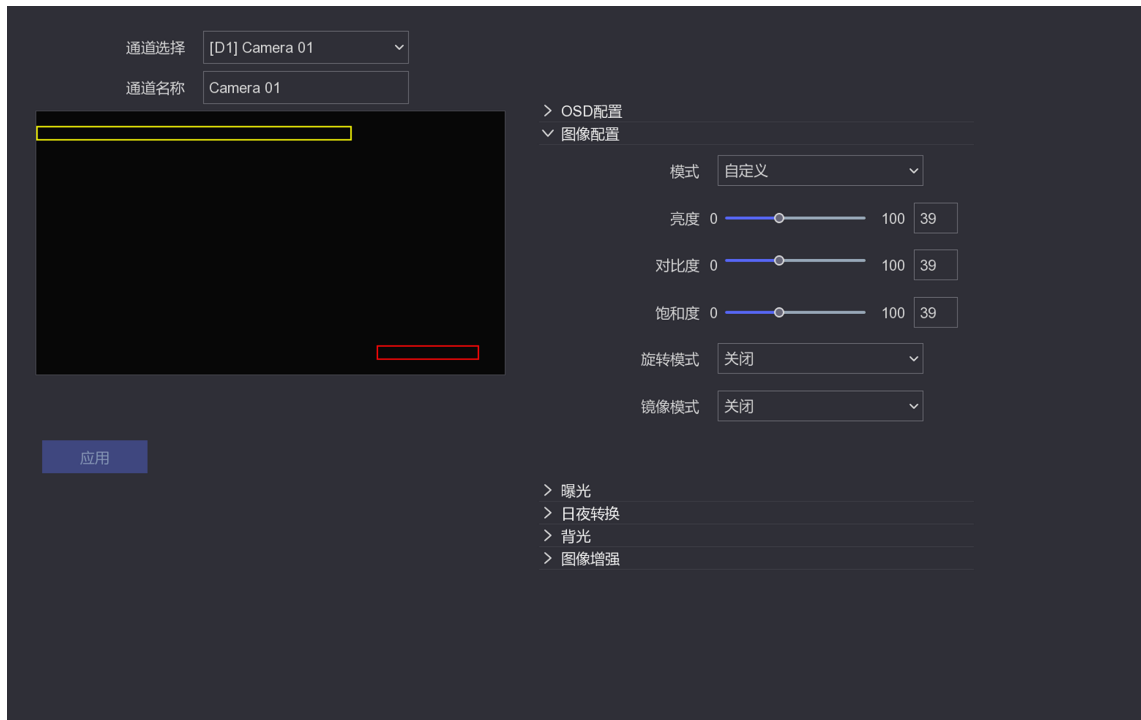 通道选择 [D1] Camera 01
通道名称 Camera 01
OSD配置
图像配置
模式 自定义
亮度 0 100 39
对比度 0 100 39
饱和度 0 100 39
旋转模式 关闭
镜像模式 关闭
应用
曝光
日夜转换
背光
图像增强